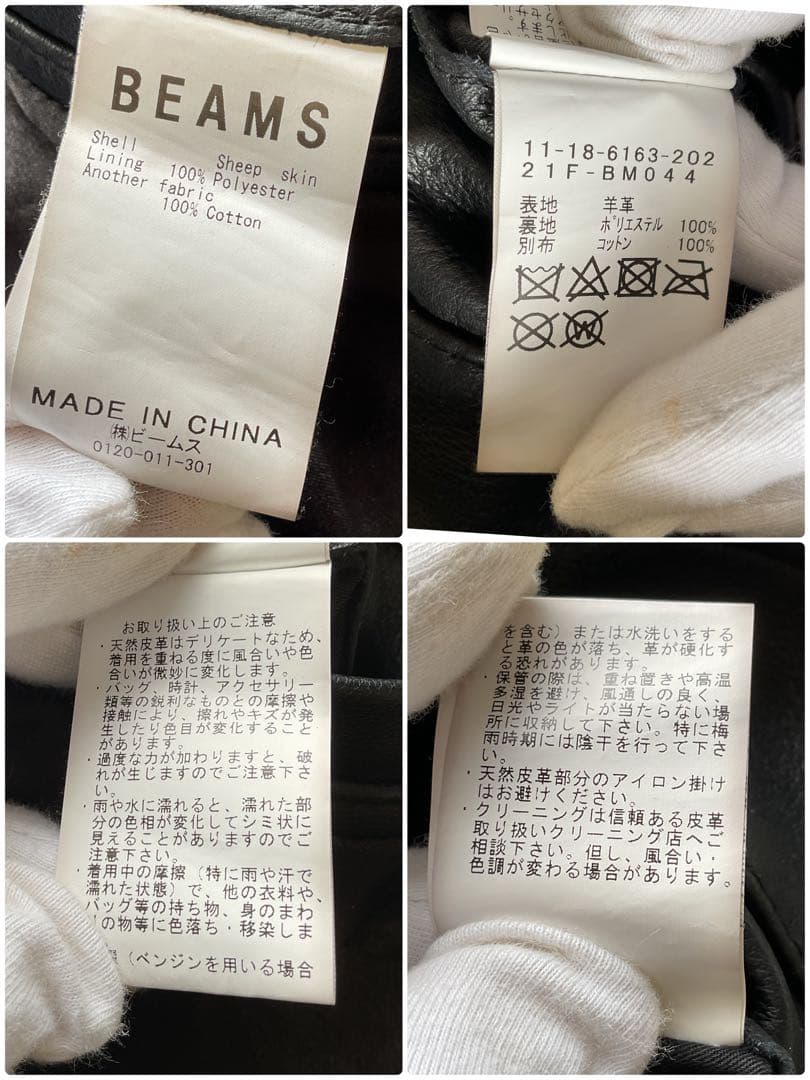 BEAMS
Shell Sheep skin
Lining 100% Polyester
Another fabric
100% Cotton
MADE IN CHINA
㈱ビームス
0120-011-301
11-18-6163-202
21F-BM044
表地 羊革
裏地 ポリエステル 100%
別布 コットン 100%
W
お取り扱い上のご注意
・天然皮革はデリケートなため、
着用を重ねる度に風合いや色
合いが微妙に変化します。
・バッグ、時計、アクセサリー
類等の鋭利なものとの摩擦や
接触により、擦れやキズが発
生したり色目が変化すること
があります。
・過度な力が加わりますと、破
れが生じますのでご注意下さ
い。
・雨や水に濡れると、濡れた部
分の色相が変化してシミ状に
見えることがありますのでご
注意下さい。
・着用中の摩擦（特に雨や汗で
濡れた状態）で、他の衣料や、
バッグ等の持ち物、身のまわ
りの物等に色落ち・移染しま
（ベンジンを用いる場合
を含む）または水洗いをする
と革の色が落ち、革が硬化す
る恐れがあります。
・保管の際は、重ね置きや高温
多湿を避け、風通しの良く、
日光やライトが当たらない場
所に収納して下さい。特に梅
雨時期には陰干を行って下さ
い。
・天然皮革部分のアイロン掛け
はお避けください。
・クリーニングは信頼ある皮革
取り扱いクリーニング店へご
相談下さい。但し、風合い・
色調が変わる場合があります。